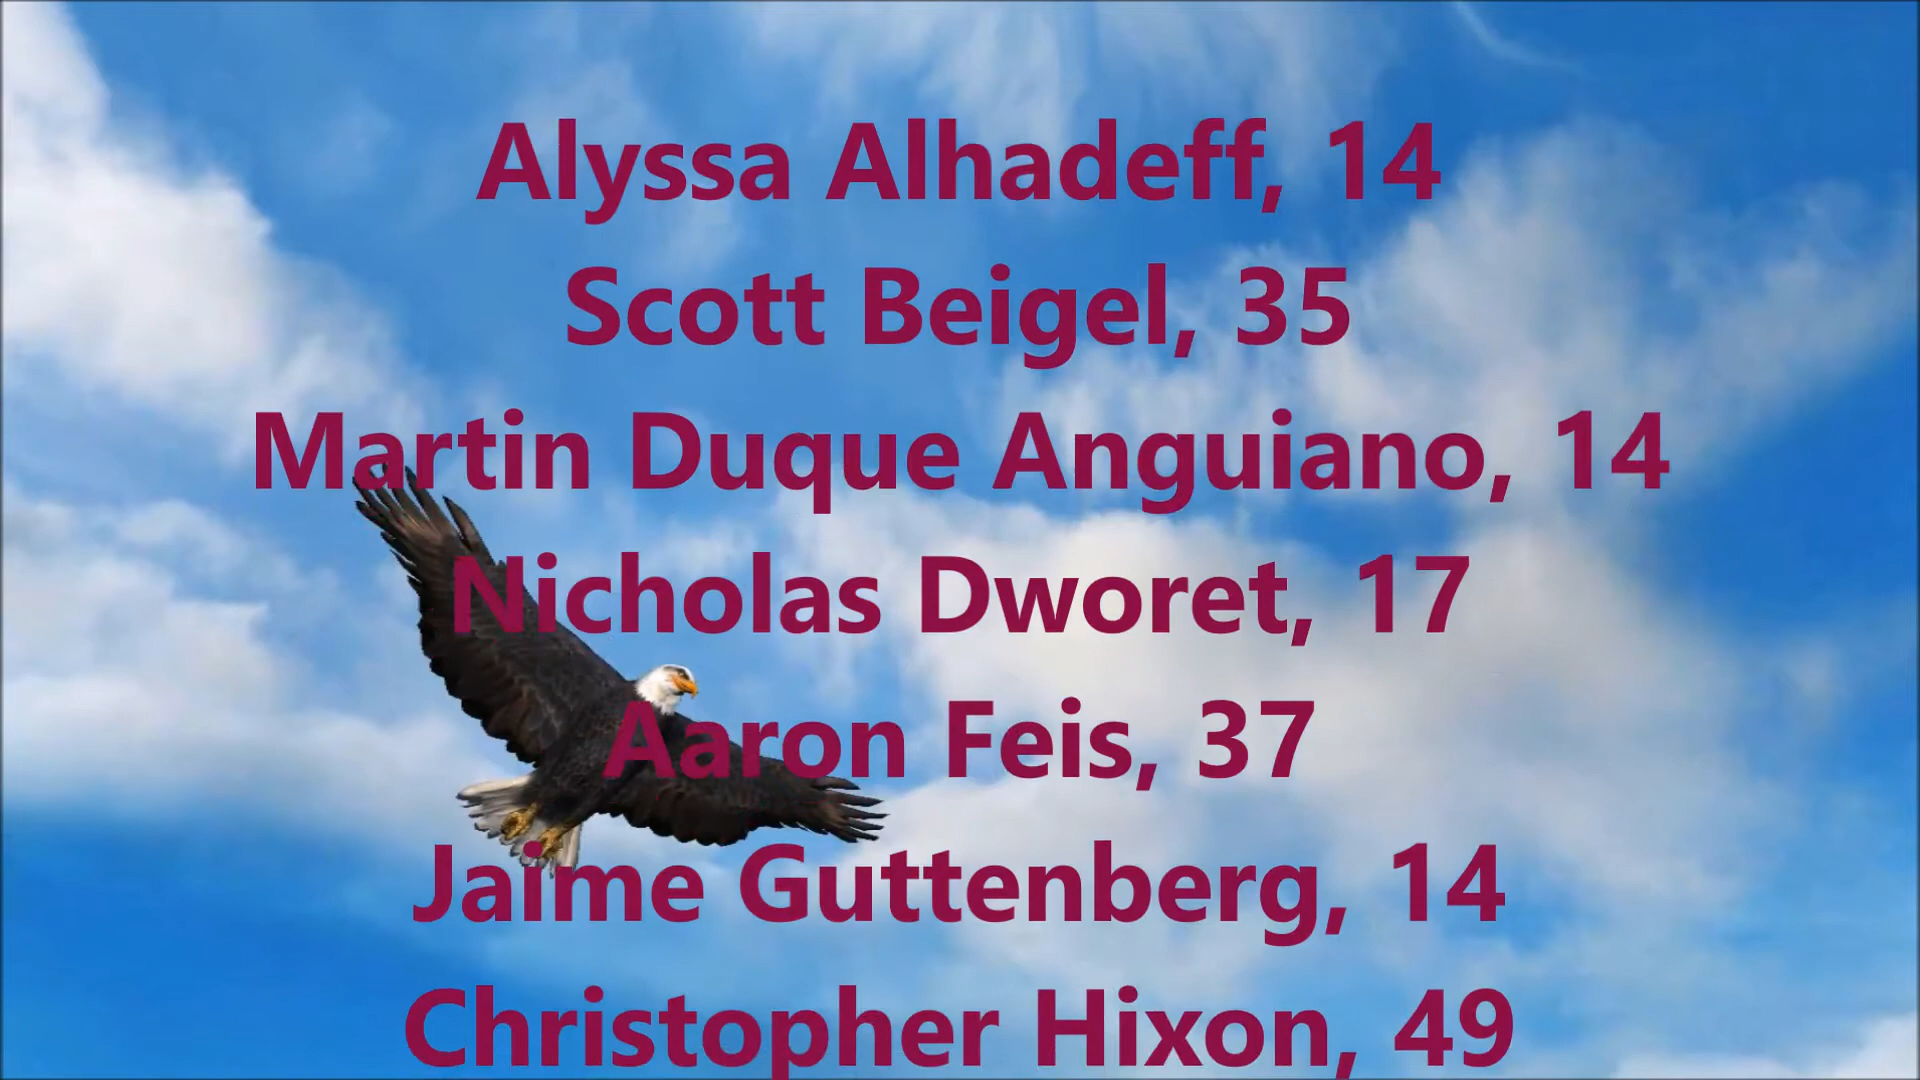 Alyssa Alhadeff, 14
Scott Beigel, 35
Martin Duque Anguiano, 14
Nicholas Dworet, 17
Aaron Feis, 37
Jaime Guttenberg, 14
Christopher Hixon, 49